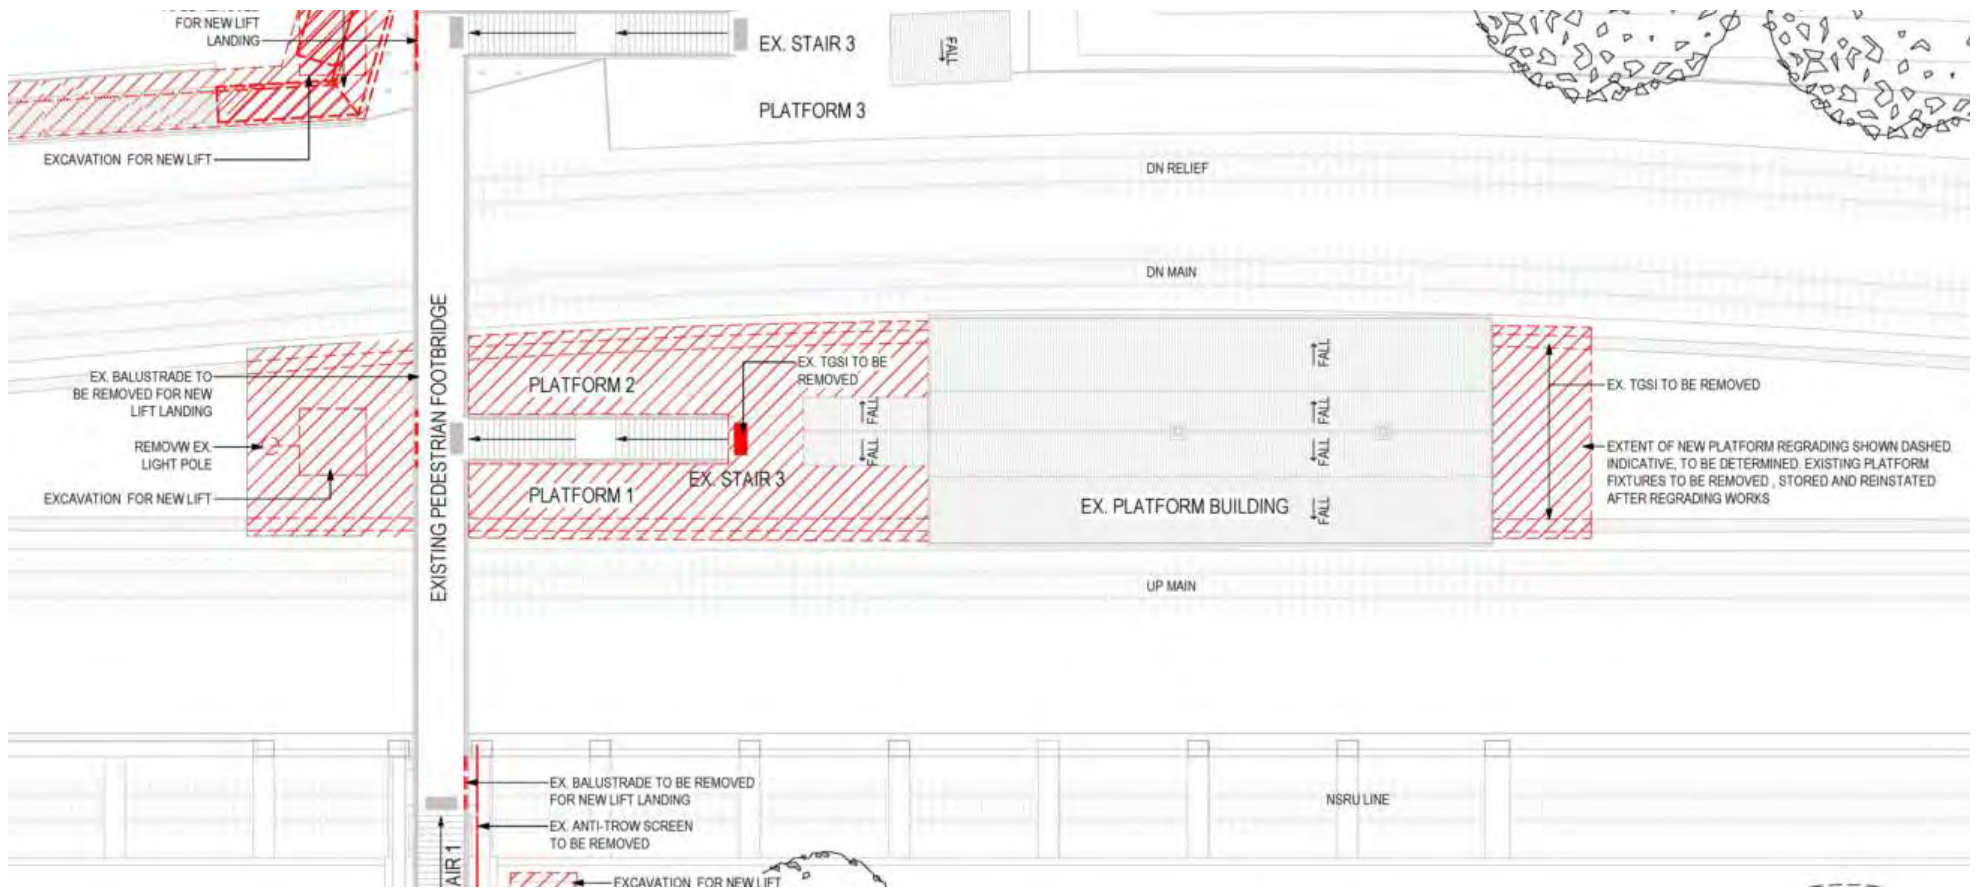 FOR NEW LIFT
LANDING
EX. STAIR 3
FALL
PLATFORM 3
EXCAVATION FOR NEW LIFT
DN RELIEF
DN MAIN
EXISTING PEDESTRIAN FOOTBRIDGE
EX. BALUSTRADE TO
BE REMOVED FOR NEW
LIFT LANDING
REMOVW EX.
LIGHT POLE
EXCAVATION FOR NEW LIFT
PLATFORM 2
EX. TGSI TO BE
REMOVED
EX. STAIR 3
PLATFORM 1
FALL
FALL
FALL
FALL
FALL
FALL
EX. PLATFORM BUILDING
EX. TGSI TO BE REMOVED
EXTENT OF NEW PLATFORM REGRADING SHOWN DASHED.
INDICATIVE, TO BE DETERMINED. EXISTING PLATFORM
FIXTURES TO BE REMOVED , STORED AND REINSTATED
AFTER REGRADING WORKS
UP MAIN
EX. BALUSTRADE TO BE REMOVED
FOR NEW LIFT LANDING
EX. ANTI-TROW SCREEN
TO BE REMOVED
NSRU LINE
AIR 1
EXCAVATION FOR NEW LIFT